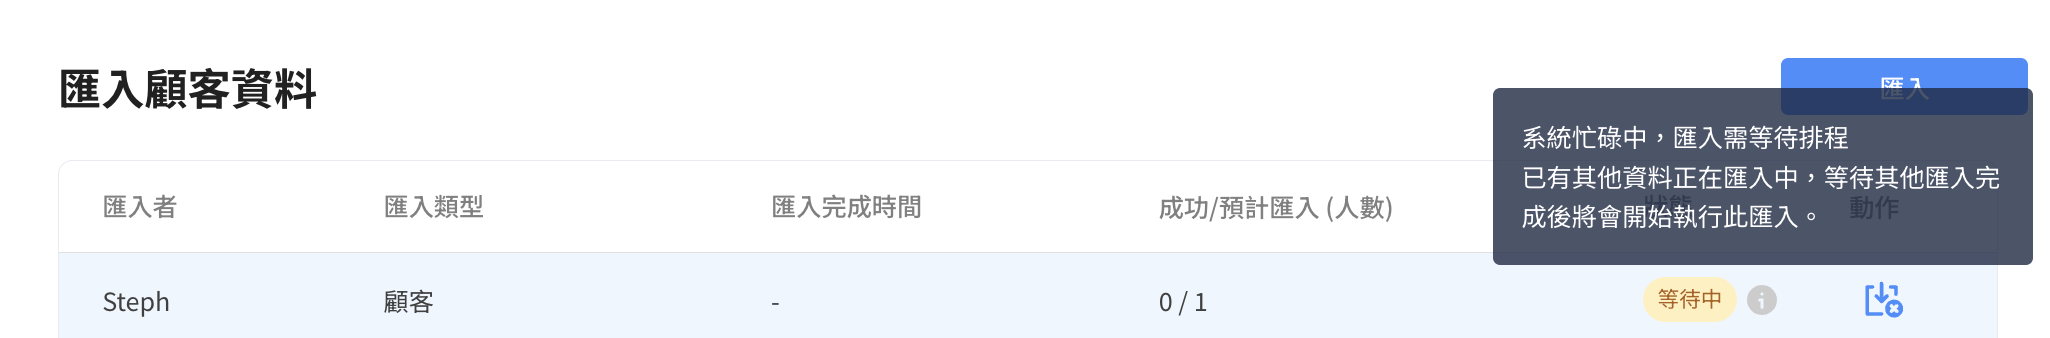 匯入顧客資料
匯入
系統忙碌中，匯入需等待排程
已有其他資料正在匯入中，等待其他匯入完
成後將會開始執行此匯入。
匯入者
匯入類型
匯入完成時間
成功/預計匯入 (人數)
狀態
動作
Steph
顧客
-
0 / 1
等待中